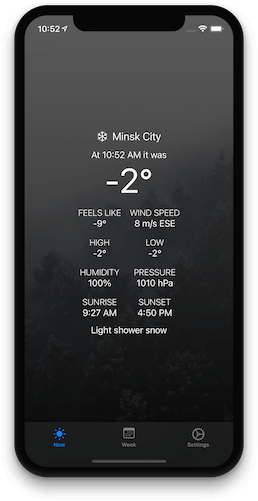 10:52
Minsk City
At 10:52 AM it was
-2°
FEELS LIKE WIND SPEED
-9° 8 m/s ESE
HIGH LOW
-2° -2°
HUMIDITY PRESSURE
100% 1010 hPa
SUNRISE SUNSET
9:27 AM 4:50 PM
Light shower snow
Now Week Settings